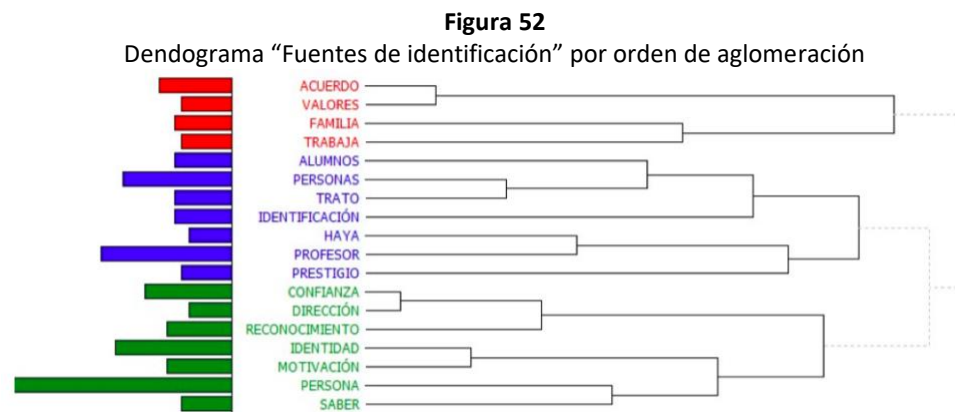 Figura 52
Dendograma “Fuentes de identificación” por orden de aglomeración
ACUERDO
VALORES
FAMILIA
TRABAJA
ALUMNOS
PERSONAS
TRATO
IDENTIFICACIÓN
HAYA
PROFESOR
PRESTIGIO
CONFIANZA
DIRECCIÓN
RECONOCIMIENTO
IDENTIDAD
MOTIVACIÓN
PERSONA
SABER